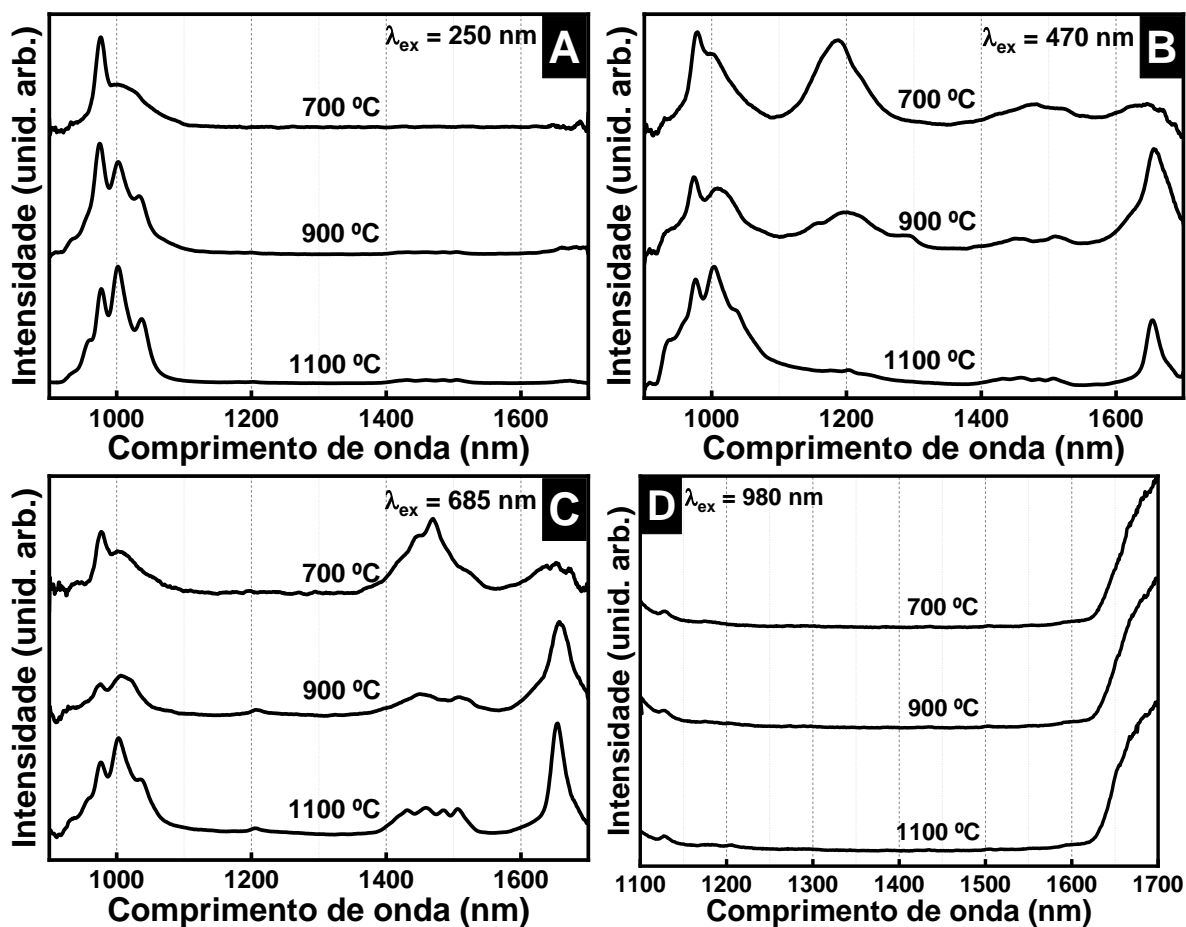 Intensidade (unid. arb.)
λex = 250 nm
A
700 ºC
900 ºC
1100 ºC
1000 1200 1400 1600
Comprimento de onda (nm)
Intensidade (unid. arb.)
λex = 470 nm
B
700 ºC
900 ºC
1100 ºC
1000 1200 1400 1600
Comprimento de onda (nm)
Intensidade (unid. arb.)
λex = 685 nm
C
700 ºC
900 ºC
1100 ºC
1000 1200 1400 1600
Comprimento de onda (nm)
Intensidade (unid. arb.)
D
λex = 980 nm
700 ºC
900 ºC
1100 ºC
1100 1200 1300 1400 1500 1600 1700
Comprimento de onda (nm)